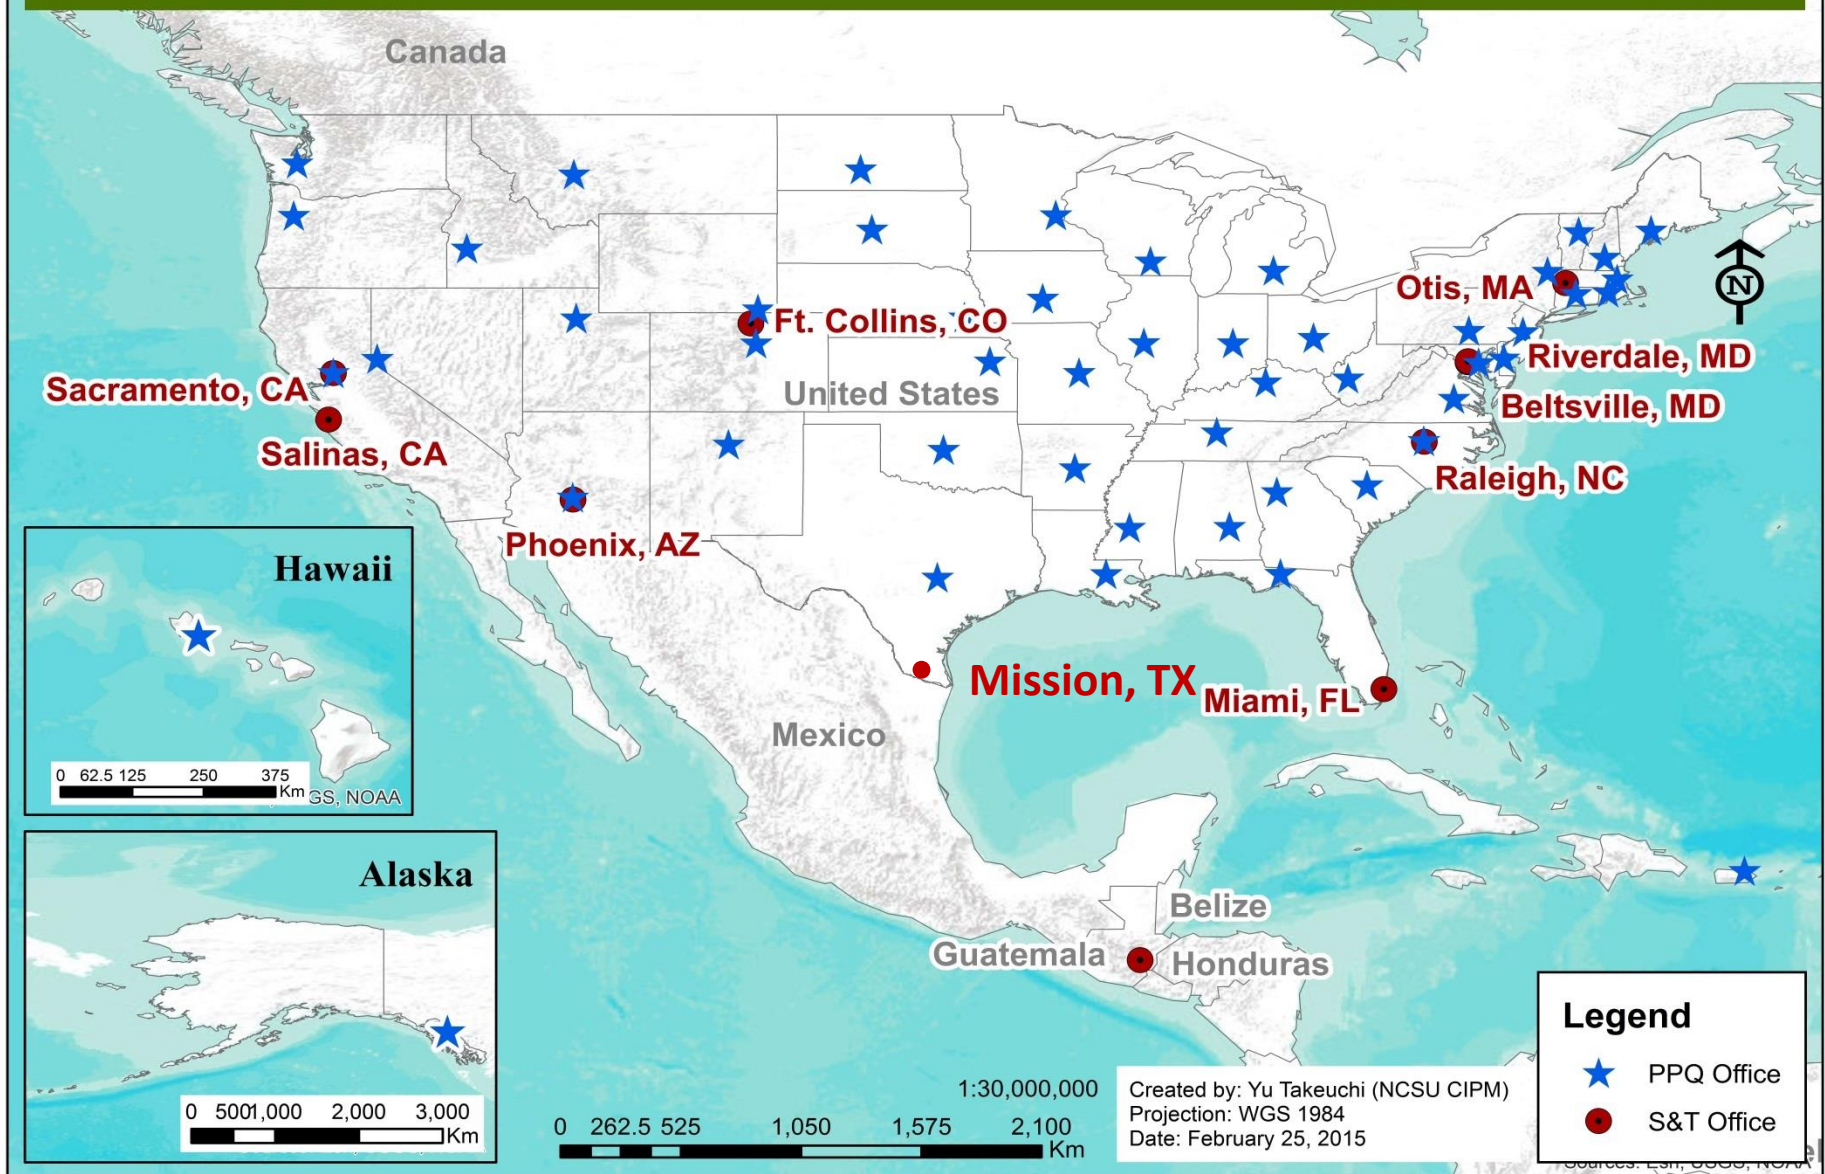 Canada
Otis, MA
N
Ft. Collins, CO
Riverdale, MD
Sacramento, CA
United States
Beltsville, MD
Salinas, CA
Raleigh, NC
Phoenix, AZ
Hawaii
Mission, TX
Miami, FL
Mexico
0 62.5 125 250 375
Km
GS, NOAA
Alaska
Belize
Guatemala
Honduras
Legend
PPQ Office
S&T Office
0 500 1,000 2,000 3,000
Km
1:30,000,000
0 262.5 525 1,050 1,575 2,100
Km
Created by: Yu Takeuchi (NCSU CIPM)
Projection: WGS 1984
Date: February 25, 2015
Sources: Esri, USGS, NOAA